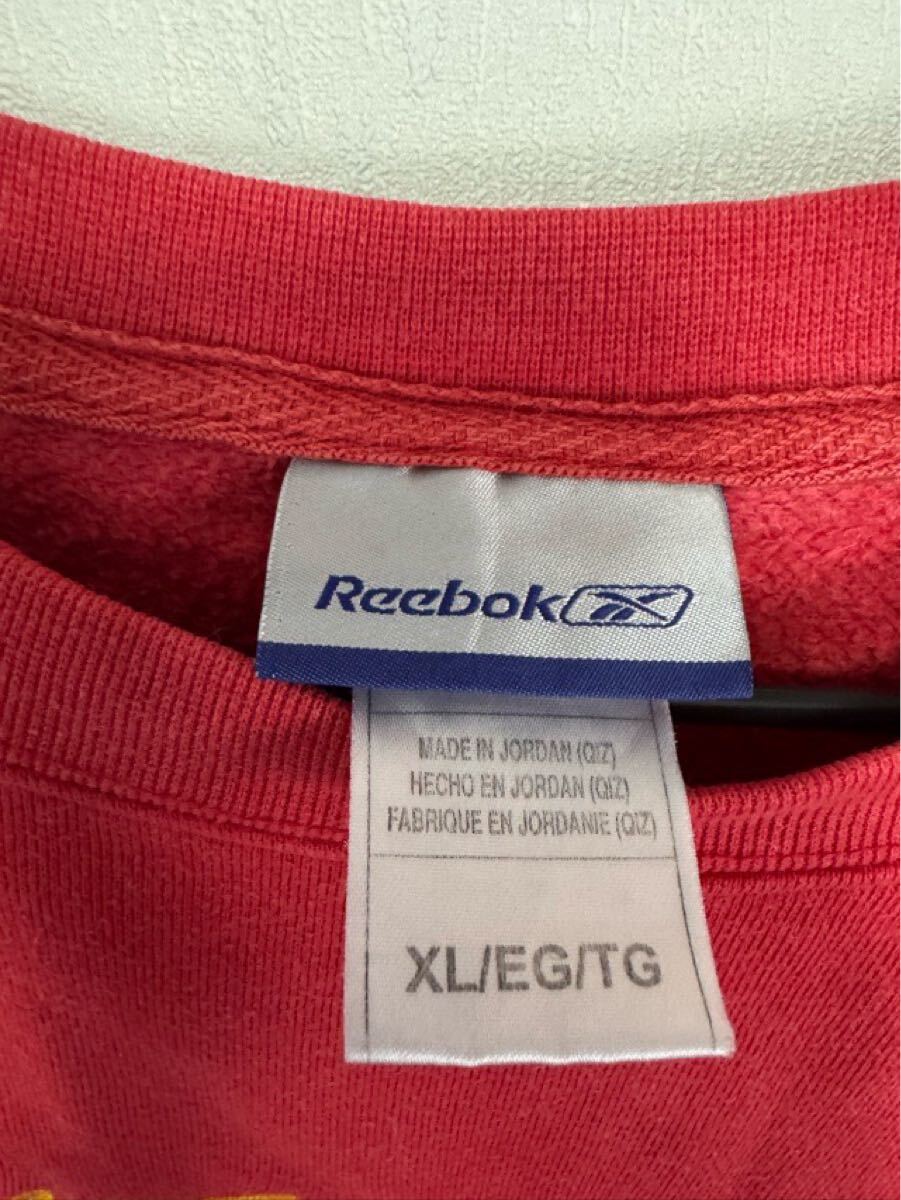 Reebok
MADE IN JORDAN (QIZ)
HECHO EN JORDAN (QIZ)
FABRIQUE EN JORDANIE (QIZ)
XL/EG/TG